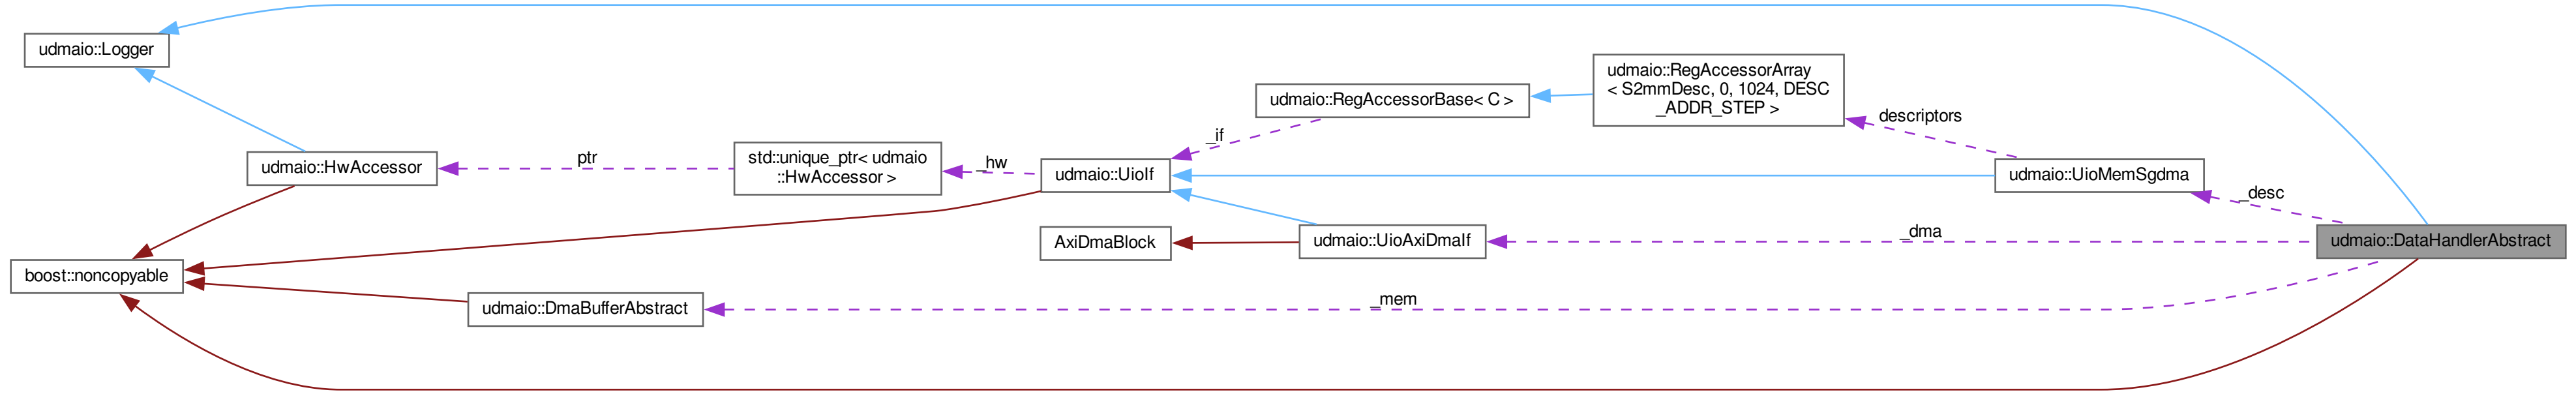 udmaio::Logger
udmaio::RegAccessorArray
< S2mmDesc, 0, 1024, DESC
_ADDR_STEP >
udmaio::RegAccessorBase< C >
descriptors
_if
ptr
std::unique_ptr< udmaio
::HwAccessor >
_hw
udmaio::HwAccessor
udmaio::UioIf
udmaio::UioMemSgdma
_desc
_dma
AxiDmaBlock
udmaio::UioAxiDmaIf
udmaio::DataHandlerAbstract
boost::noncopyable
_mem
udmaio::DmaBufferAbstract